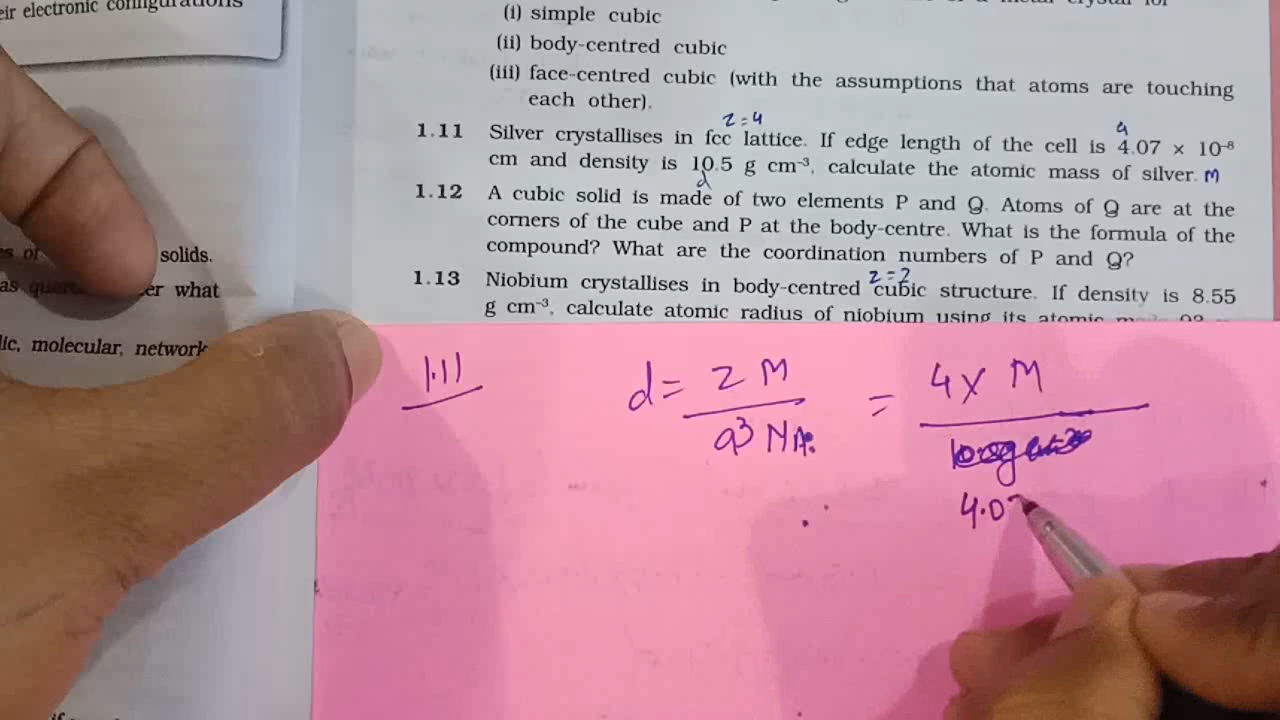 eir electronic configurations
solids.
what
lic, molecular, network
(i) simple cubic
(ii) body-centred cubic
(iii) face-centred cubic (with the assumptions that atoms are touching
each other).
z=4
a
1.11 Silver crystallises in fcc lattice. If edge length of the cell is 4.07 × 10⁻⁸
cm and density is 10.5 g cm⁻³, calculate the atomic mass of silver. M
d
1.12 A cubic solid is made of two elements P and Q. Atoms of Q are at the
corners of the cube and P at the body-centre. What is the formula of the
compound? What are the coordination numbers of P and Q?
z=2
1.13 Niobium crystallises in body-centred cubic structure. If density is 8.55
g cm⁻³, calculate atomic radius of niobium using its atomic
1.11
d = Z M / a³ NA. = 4 x M
4.0